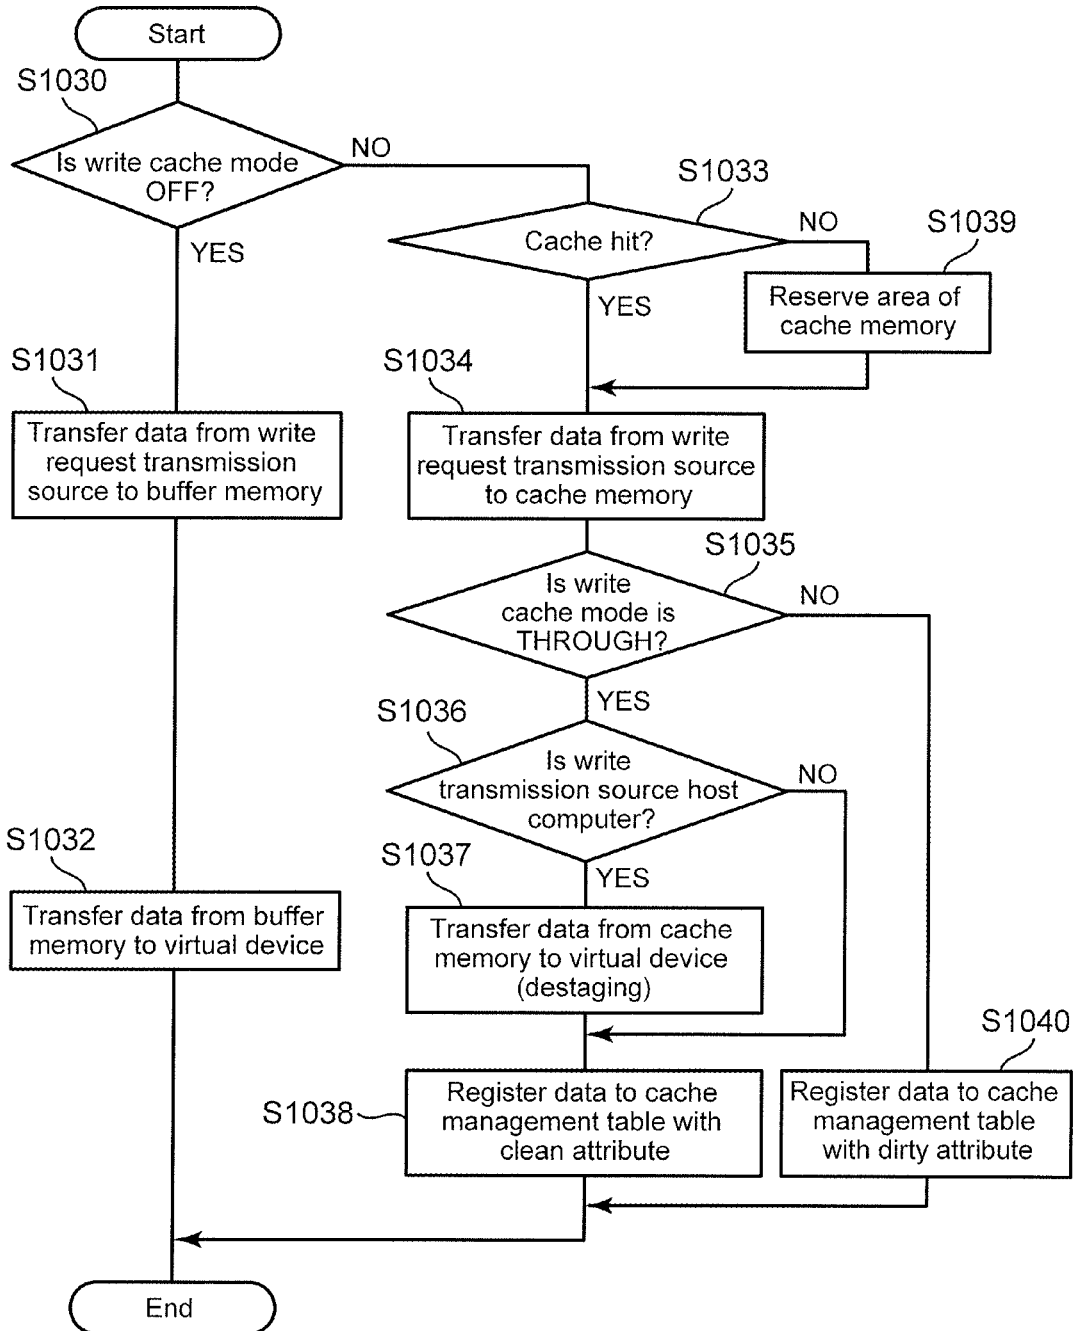 Start
S1030
Is write cache mode
OFF?
NO
YES
S1033
Cache hit?
NO
YES
S1039
Reserve area of
cache memory
S1031
Transfer data from write
request transmission
source to buffer memory
S1034
Transfer data from write
request transmission source
to cache memory
S1035
Is write
cache mode is
THROUGH?
NO
YES
S1036
Is write
transmission source host
computer?
NO
YES
S1032
Transfer data from buffer
memory to virtual device
S1037
Transfer data from cache
memory to virtual device
(destaging)
S1038
Register data to cache
management table with
clean attribute
S1040
Register data to cache
management table
with dirty attribute
End